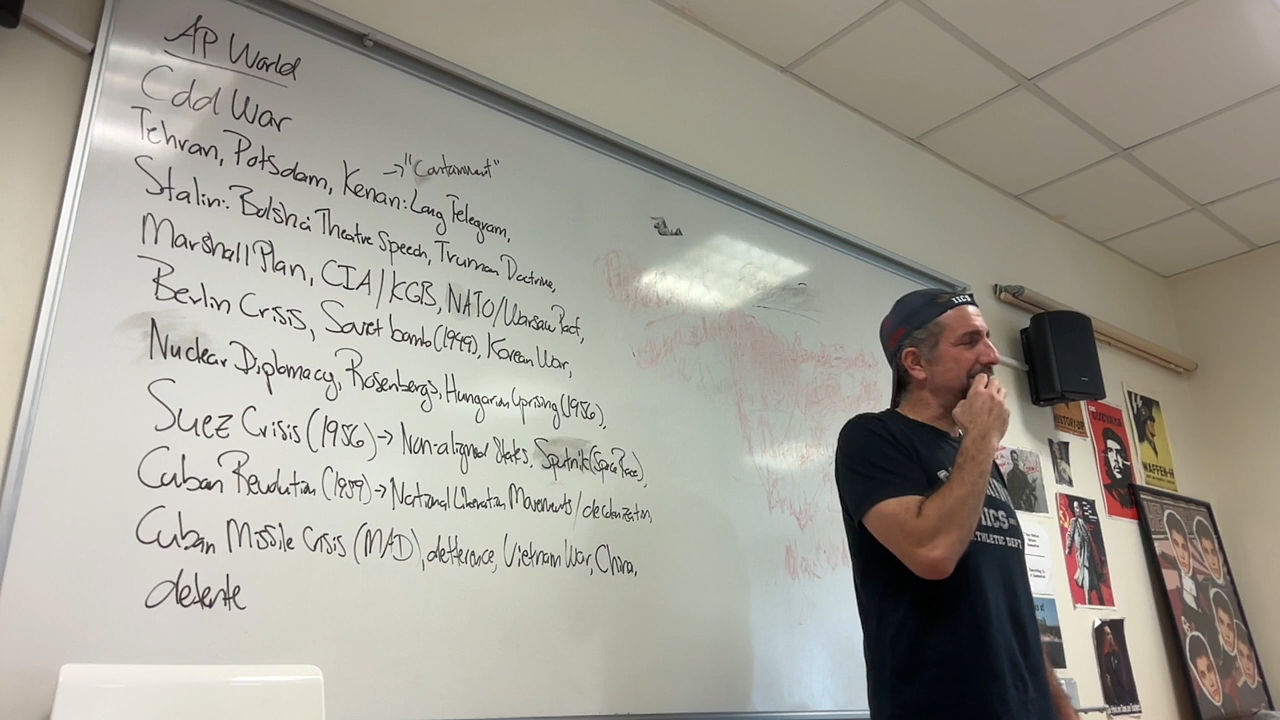 AP World
Cold War
→"Containment"
Tehran, Potsdam, Kenan: Long Telegram,
Stalin: Bolshoi Theatre Speech, Truman Doctrine,
Marshall Plan, CIA/KGB, NATO/Warsaw Pact,
Berlin Crisis, Soviet bomb (1949), Korean War,
Nuclear Diplomacy, Rosenbergs, Hungarian Uprising (1956),
Suez Crisis (1956) → Non-aligned States, Sputnik (Space Race),
Cuban Revolution (1959) → National Liberation Movements/decolonization,
Cuban Missile Crisis (MAD), detterance, Vietnam War, China,
detente
TICS
WAFFEN-